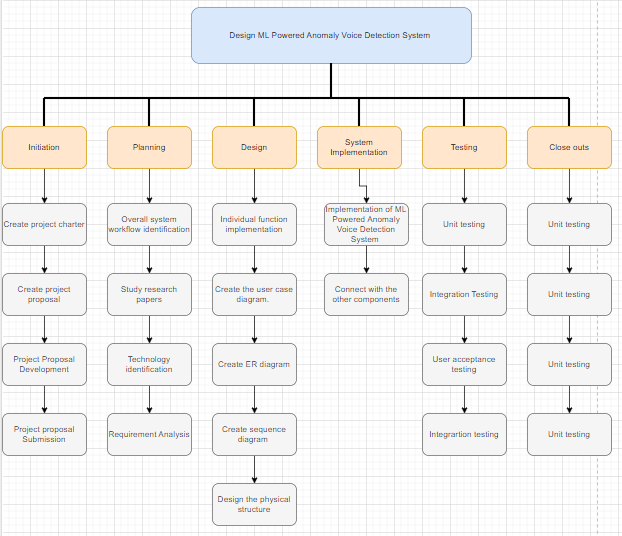 Design ML Powered Anomaly Voice Detection System
Initiation
Planning
Design
System
Implementation
Testing
Close outs
Create project charter
Overall system
workflow identification
Individual function
implementation
Implementation of ML
Powered Anomaly
Voice Detection
System
Unit testing
Unit testing
Create project
proposal
Study research
papers
Create the user case
diagram.
Connect with the
other components
Integration Testing
Unit testing
Project Proposal
Development
Technology
identification
Create ER diagram
User acceptance
testing
Unit testing
Project proposal
Submission
Requirement Analysis
Create sequence
diagram
Integrartion testing
Unit testing
Design the physical
structure